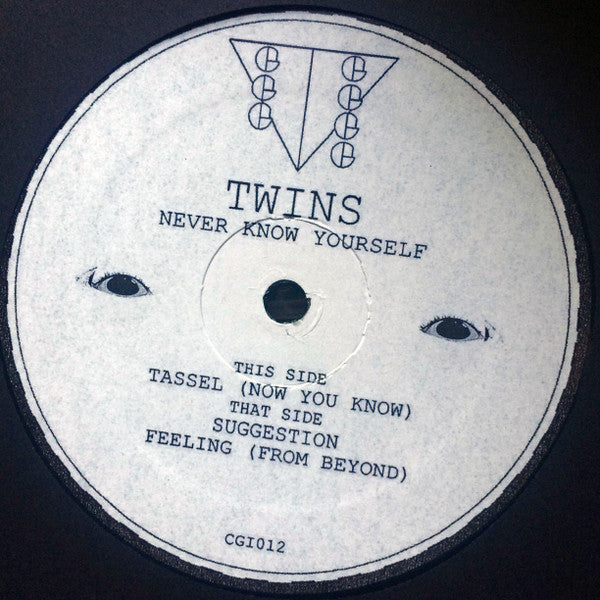 TWINS
NEVER KNOW YOURSELF
THIS SIDE
TASSEL (NOW YOU KNOW)
THAT SIDE
SUGGESTION
FEELING (FROM BEYOND)
CGI012